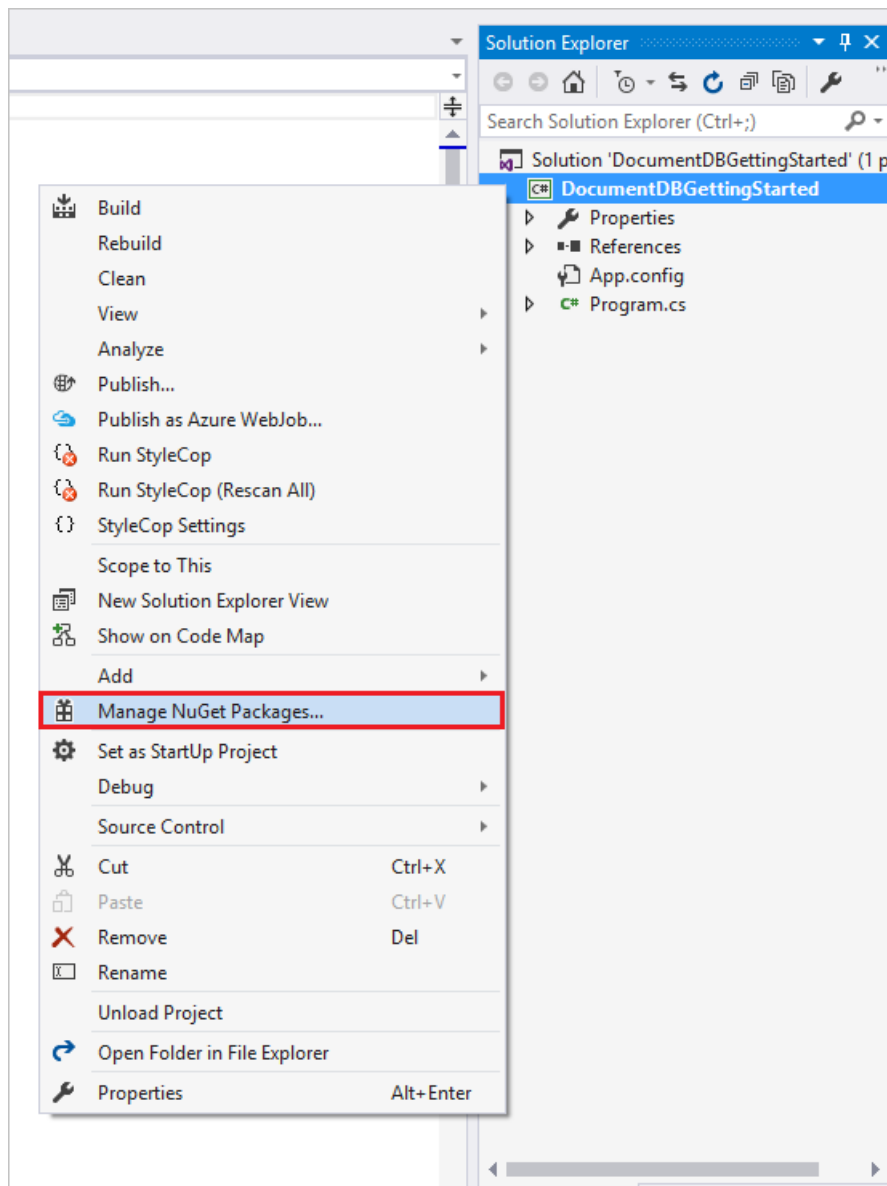 Solution Explorer
Search Solution Explorer (Ctrl+;)
Solution 'DocumentDBGettingStarted' (1 p
C# DocumentDBGettingStarted
Properties
References
App.config
C# Program.cs
Build
Rebuild
Clean
View
Analyze
Publish...
Publish as Azure WebJob...
Run StyleCop
Run StyleCop (Rescan All)
StyleCop Settings
Scope to This
New Solution Explorer View
Show on Code Map
Add
Manage NuGet Packages...
Set as StartUp Project
Debug
Source Control
Cut Ctrl+X
Paste Ctrl+V
Remove Del
Rename
Unload Project
Open Folder in File Explorer
Properties Alt+Enter